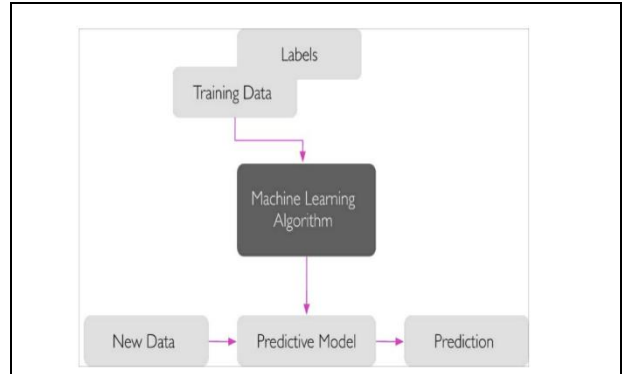 Labels
Training Data
Machine Learning
Algorithm
New Data
Predictive Model
Prediction